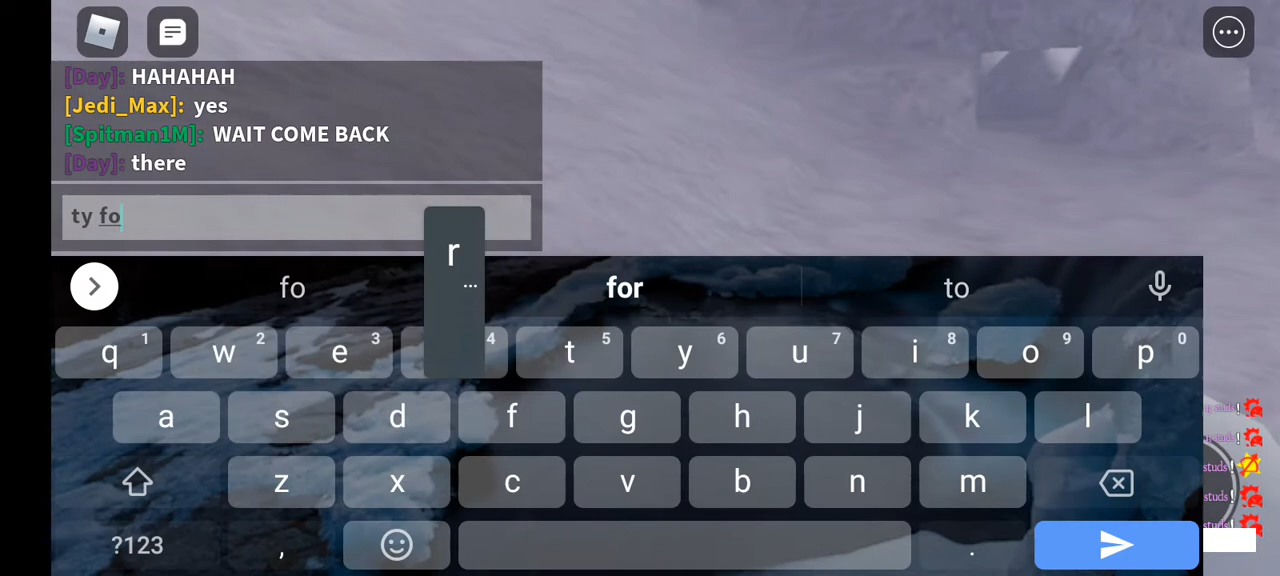 [Day]: HAHAHAH
[Jedi_Max]: yes
[Spitman1M]: WAIT COME BACK
[Day]: there
ty fo
r
...
fo for to
q 1 w 2 e 3 4 t 5 y 6 u 7 i 8 o 9 p 0
a s d f g h j k l
studs!
z x c v b n m
studs!
studs!
?123 , .